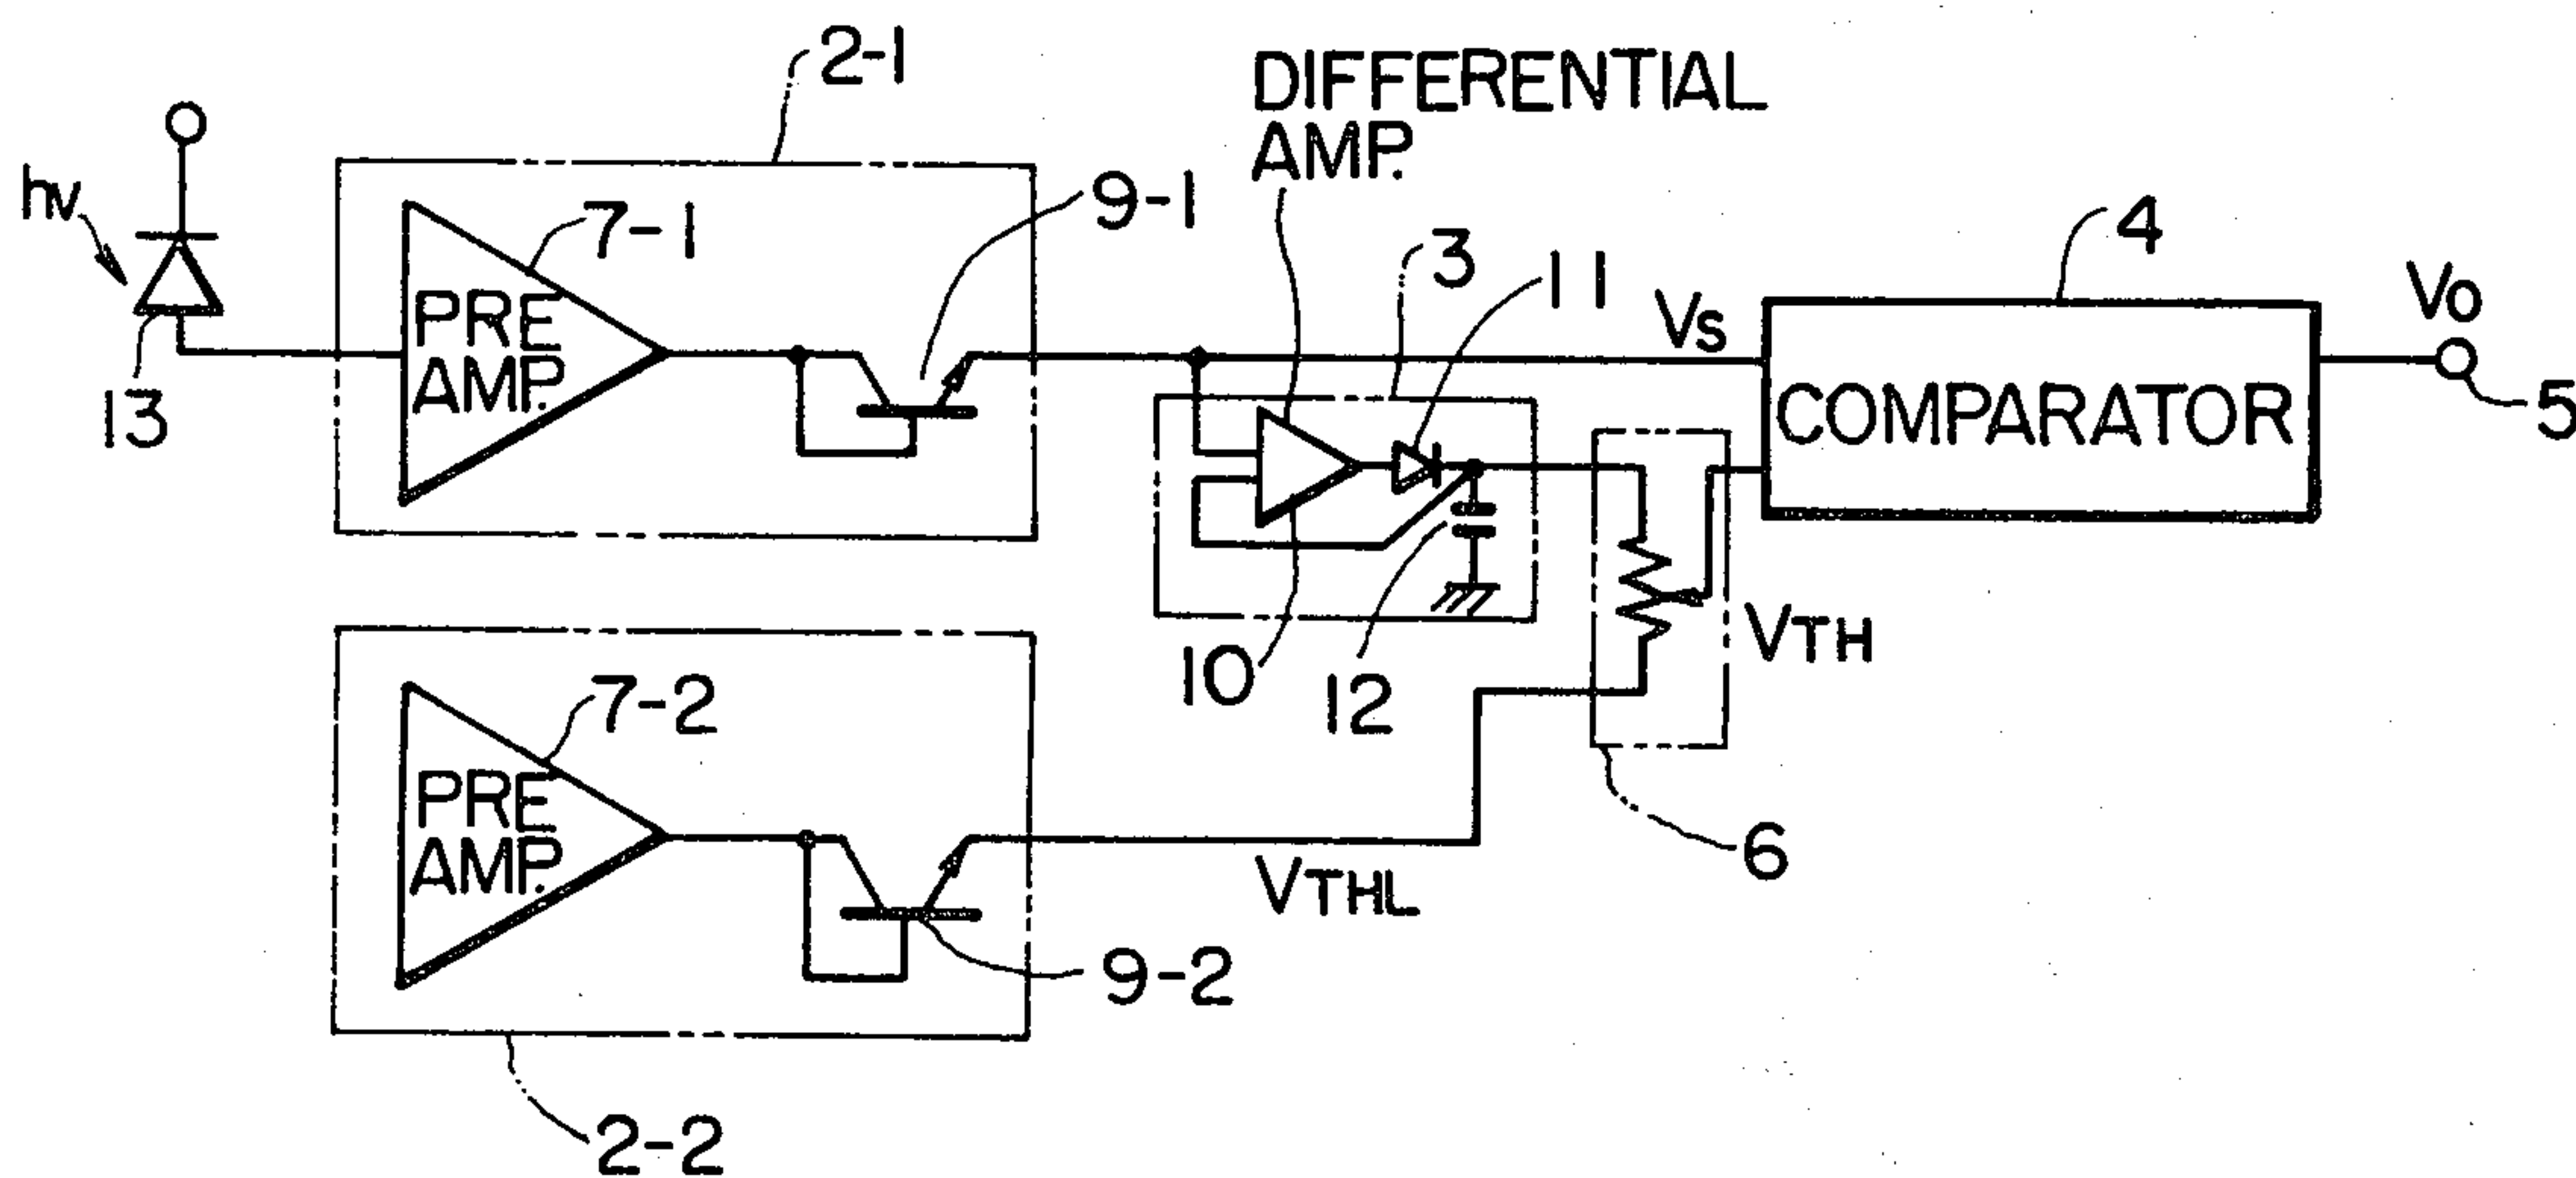 2-1
DIFFERENTIAL
AMP.
hν
7-1
9-1
PRE
AMP.
13
3
11
Vs
4
Vo
COMPARATOR
5
10
12
VTH
6
7-2
PRE
AMP.
VTHL
9-2
2-2